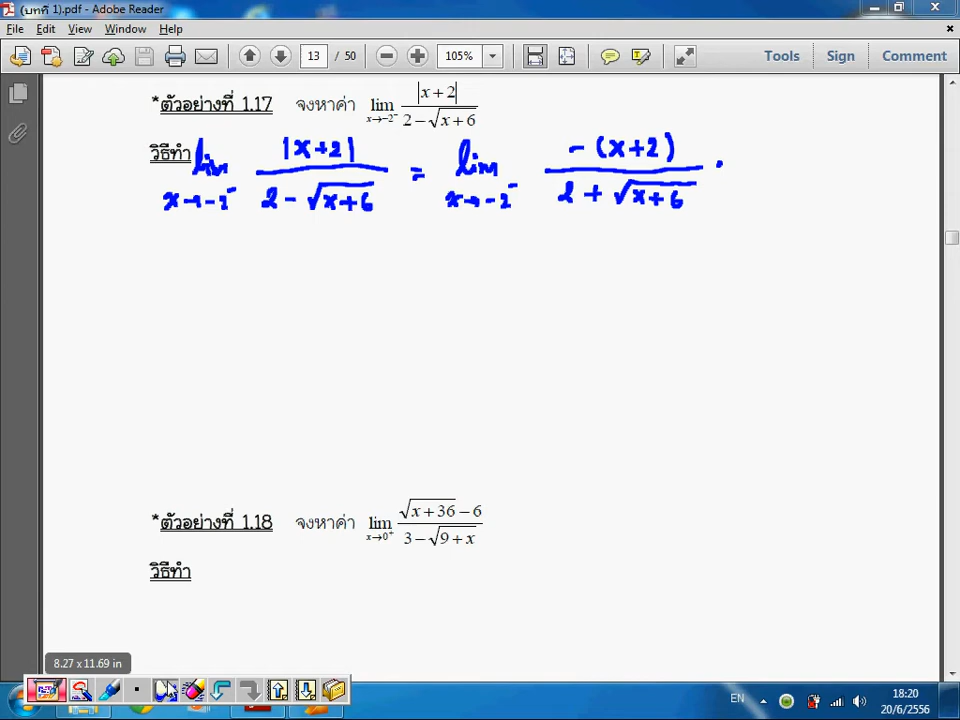 (บทที่ 1).pdf - Adobe Reader
File Edit View Window Help
13 / 50 105% Tools Sign Comment
*ตัวอย่างที่ 1.17 จงหาค่า lim x→-2⁻ |x+2| / 2-√x+6
วิธีทำ lim x→-2⁻ |x+2| / 2-√x+6 = lim x→-2⁻ -(x+2) / 2+√x+6 .
*ตัวอย่างที่ 1.18 จงหาค่า lim x→0⁺ √x+36 - 6 / 3-√9+x
วิธีทำ
8.27 x 11.69 in
EN 18:20
20/6/2556